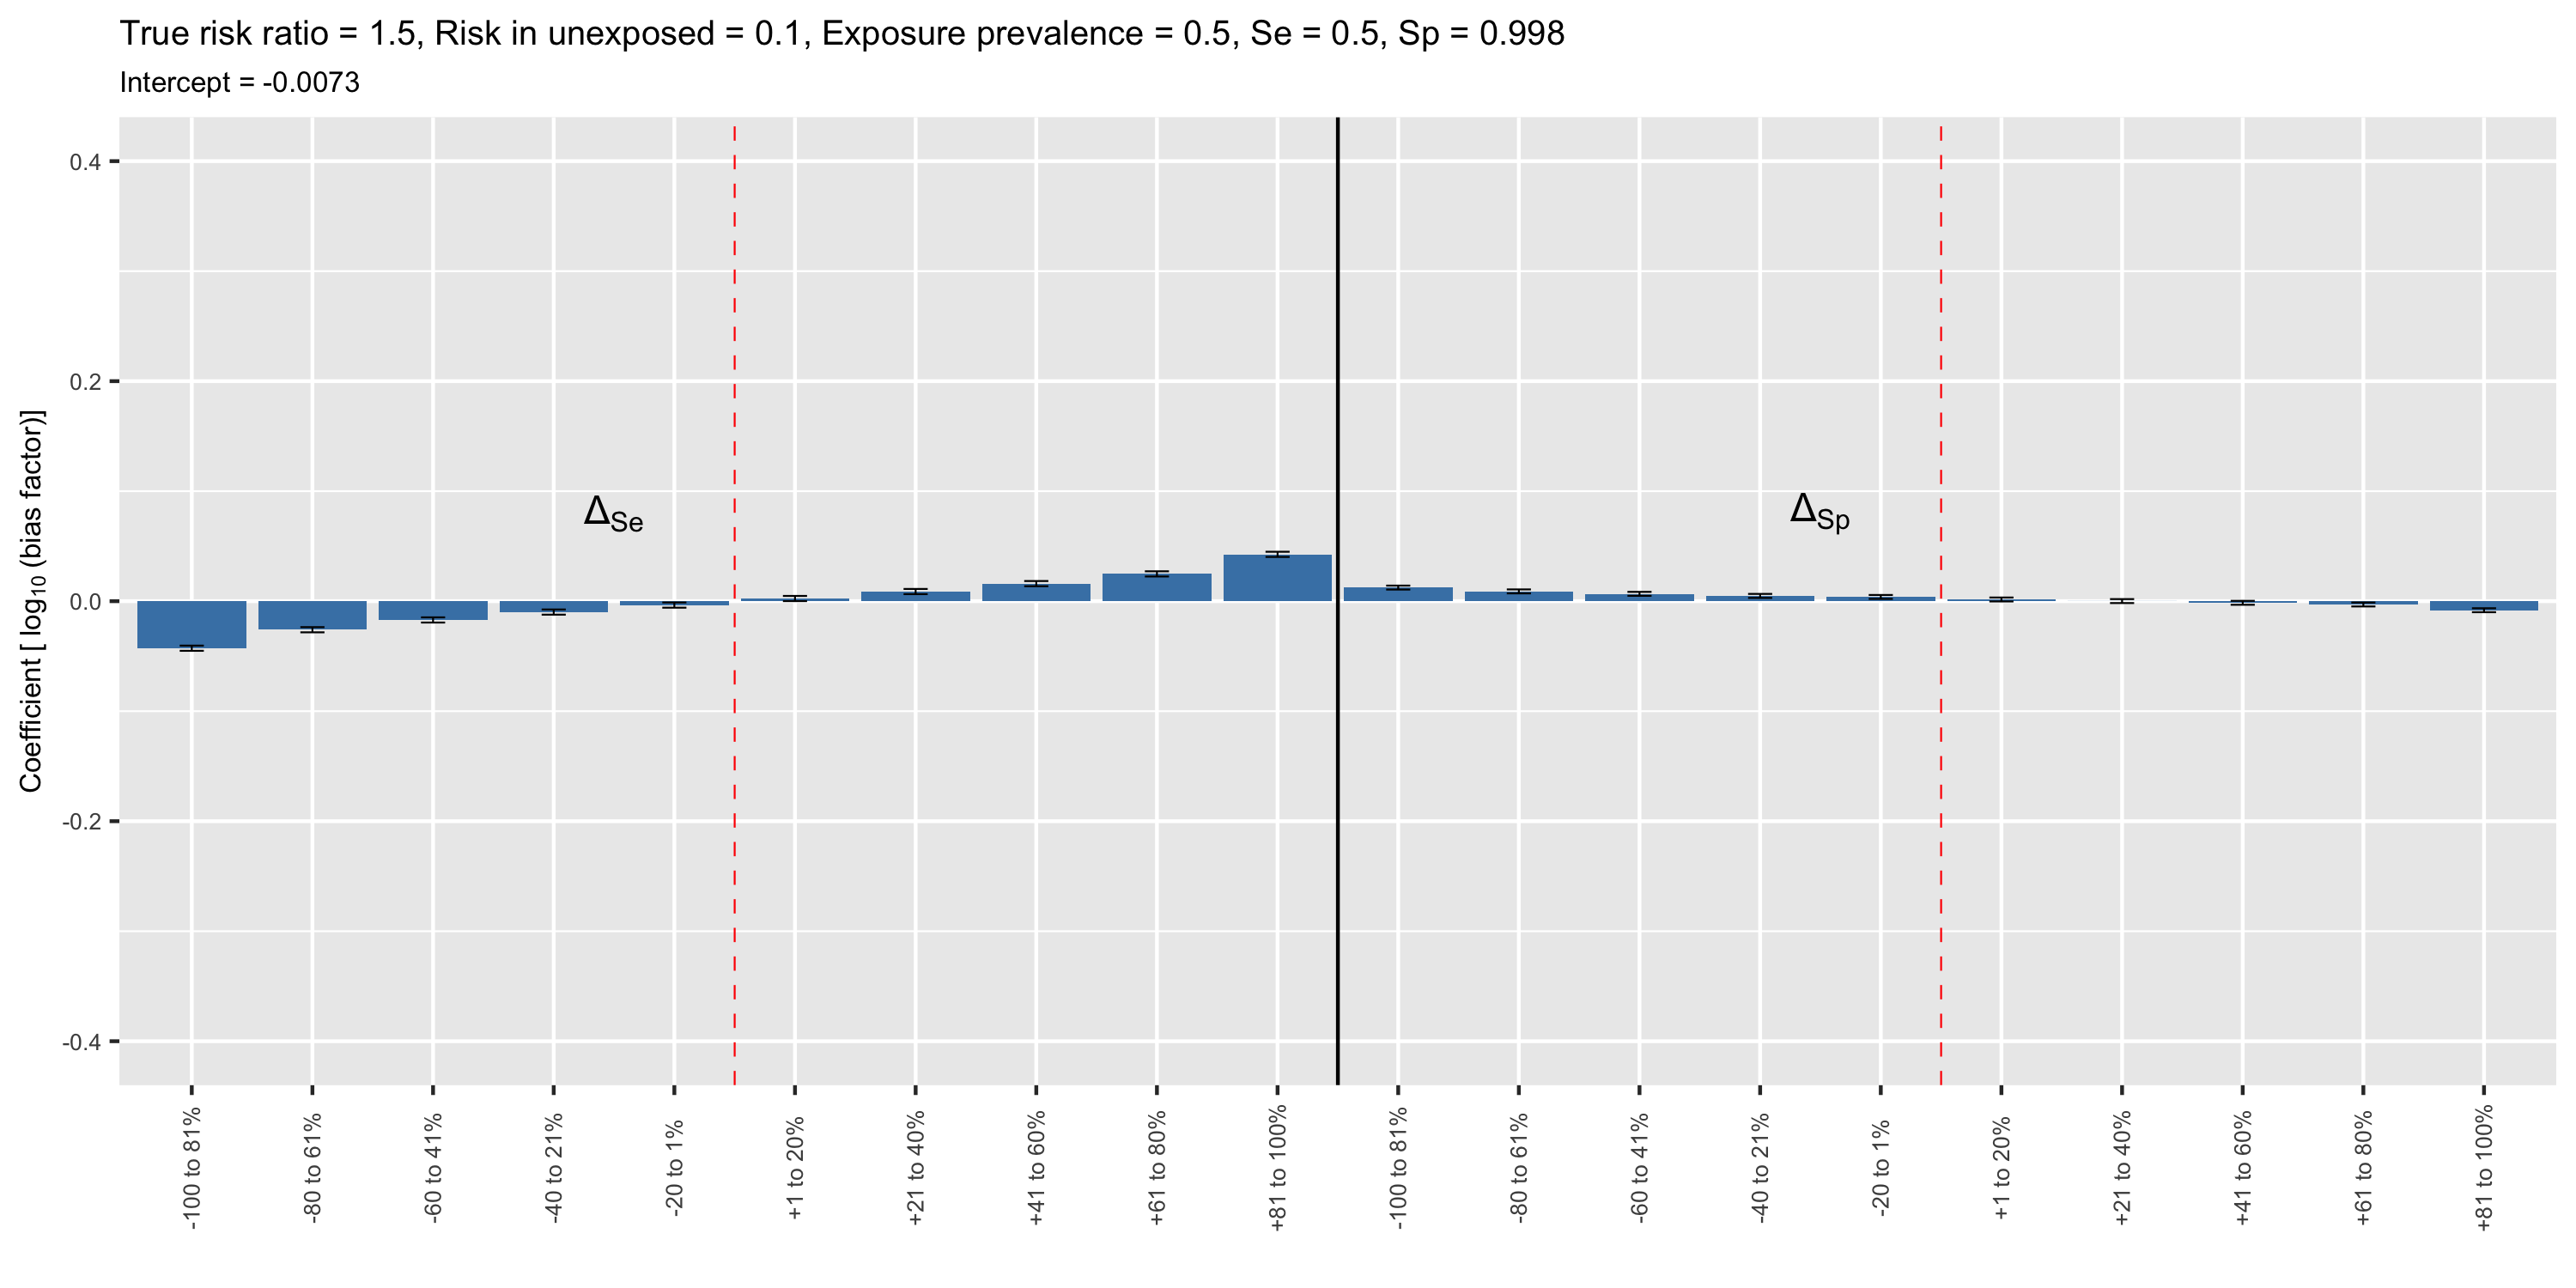 True risk ratio = 1.5, Risk in unexposed = 0.1, Exposure prevalence = 0.5, Se = 0.5, Sp = 0.998
Intercept = -0.0073
Coefficient [ log10 (bias factor)]
0.4
0.2
0.0
-0.2
-0.4
ΔSe
ΔSp
-100 to 81%
-80 to 61%
-60 to 41%
-40 to 21%
-20 to 1%
+1 to 20%
+21 to 40%
+41 to 60%
+61 to 80%
+81 to 100%
-100 to 81%
-80 to 61%
-60 to 41%
-40 to 21%
-20 to 1%
+1 to 20%
+21 to 40%
+41 to 60%
+61 to 80%
+81 to 100%